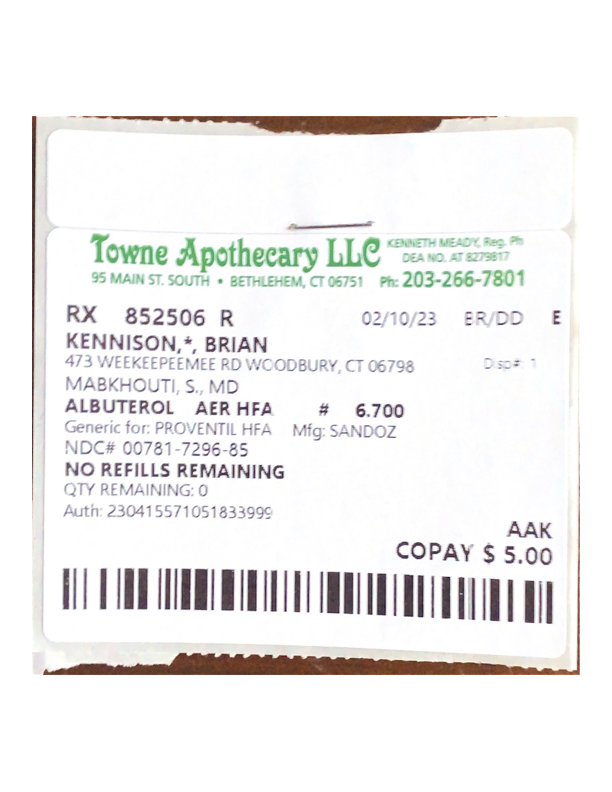 Towne Apothecary LLC KENNETH MEADY, Reg. Ph
DEA NO. AT 8279817
95 MAIN ST. SOUTH • BETHLEHEM, CT 06751 Ph: 203-266-7801
RX 852506 R 02/10/23 BR/DD E
KENNISON,*, BRIAN
473 WEEKEEPEEMEE RD WOODBURY, CT 06798 Disp#: 1
MABKHOUTI, S., MD
ALBUTEROL AER HFA # 6.700
Generic for: PROVENTIL HFA Mfg: SANDOZ
NDC# 00781-7296-85
NO REFILLS REMAINING
QTY REMAINING: 0
Auth: 230415571051833999
AAK
COPAY $ 5.00